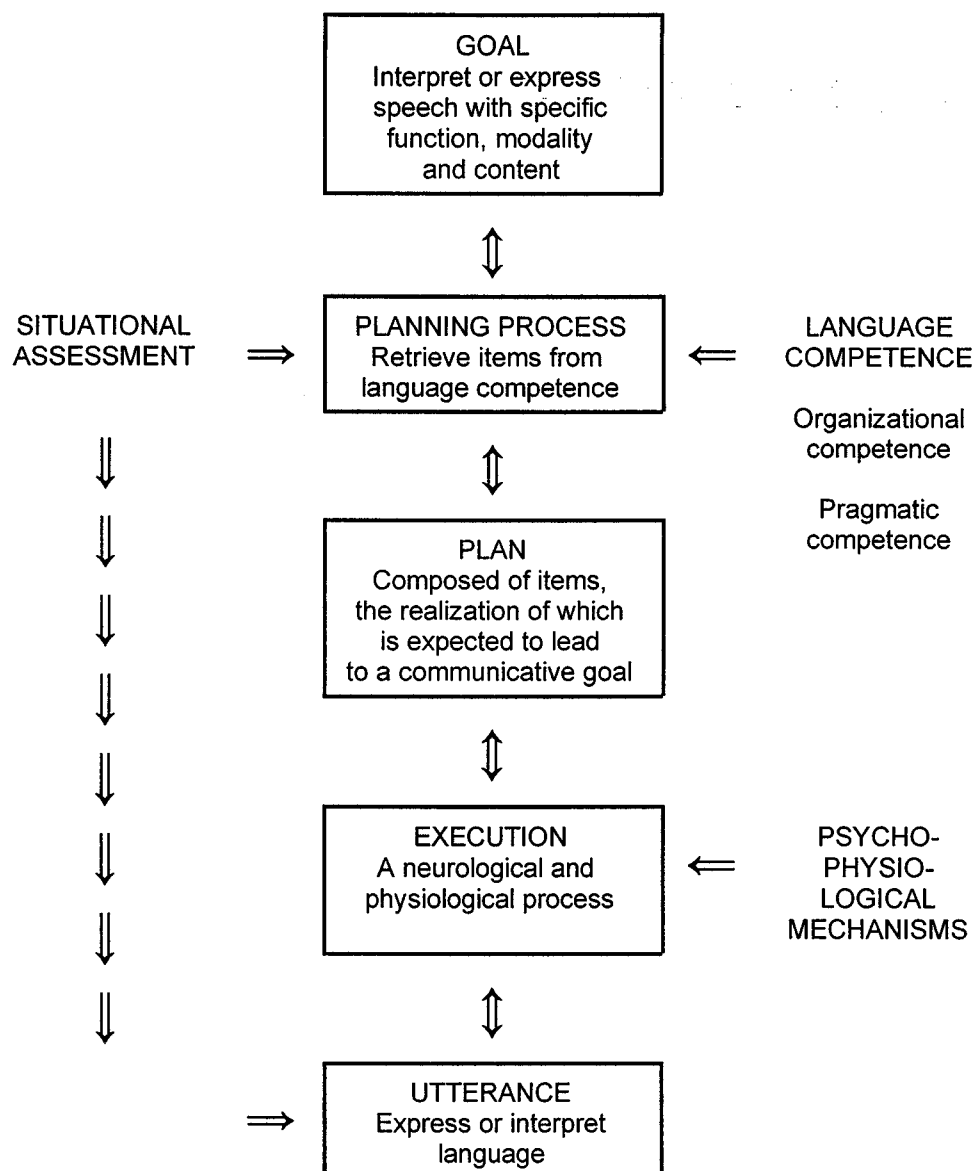 GOAL
Interpret or express
speech with specific
function, modality
and content
SITUATIONAL
ASSESSMENT
PLANNING PROCESS
Retrieve items from
language competence
LANGUAGE
COMPETENCE
Organizational
competence
Pragmatic
competence
PLAN
Composed of items,
the realization of which
is expected to lead
to a communicative goal
EXECUTION
A neurological and
physiological process
PSYCHO-
PHYSIO-
LOGICAL
MECHANISMS
UTTERANCE
Express or interpret
language